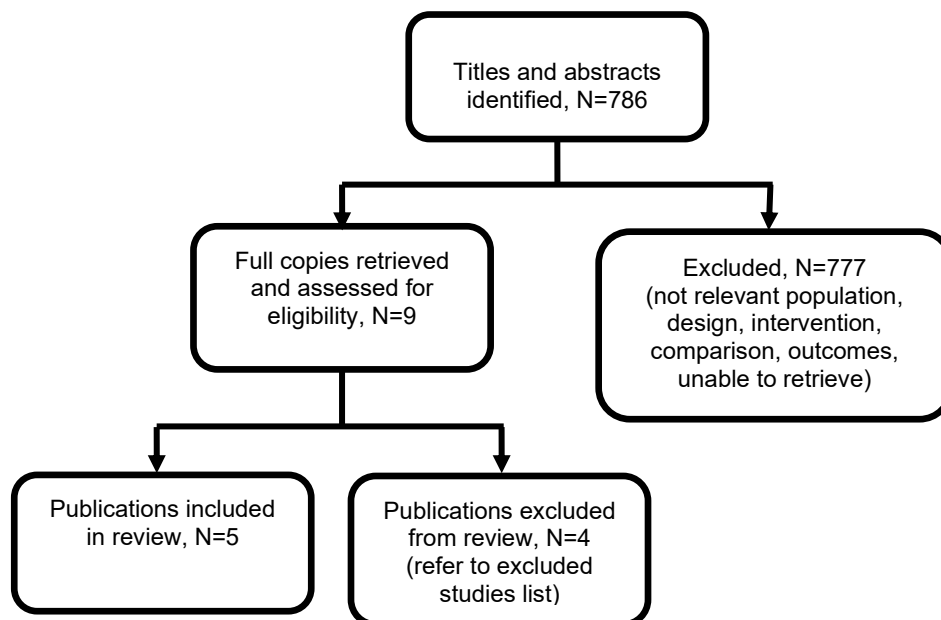 Titles and abstracts
identified, N=786
Full copies retrieved
and assessed for
eligibility, N=9
Excluded, N=777
(not relevant population,
design, intervention,
comparison, outcomes,
unable to retrieve)
Publications included
in review, N=5
Publications excluded
from review, N=4
(refer to excluded
studies list)